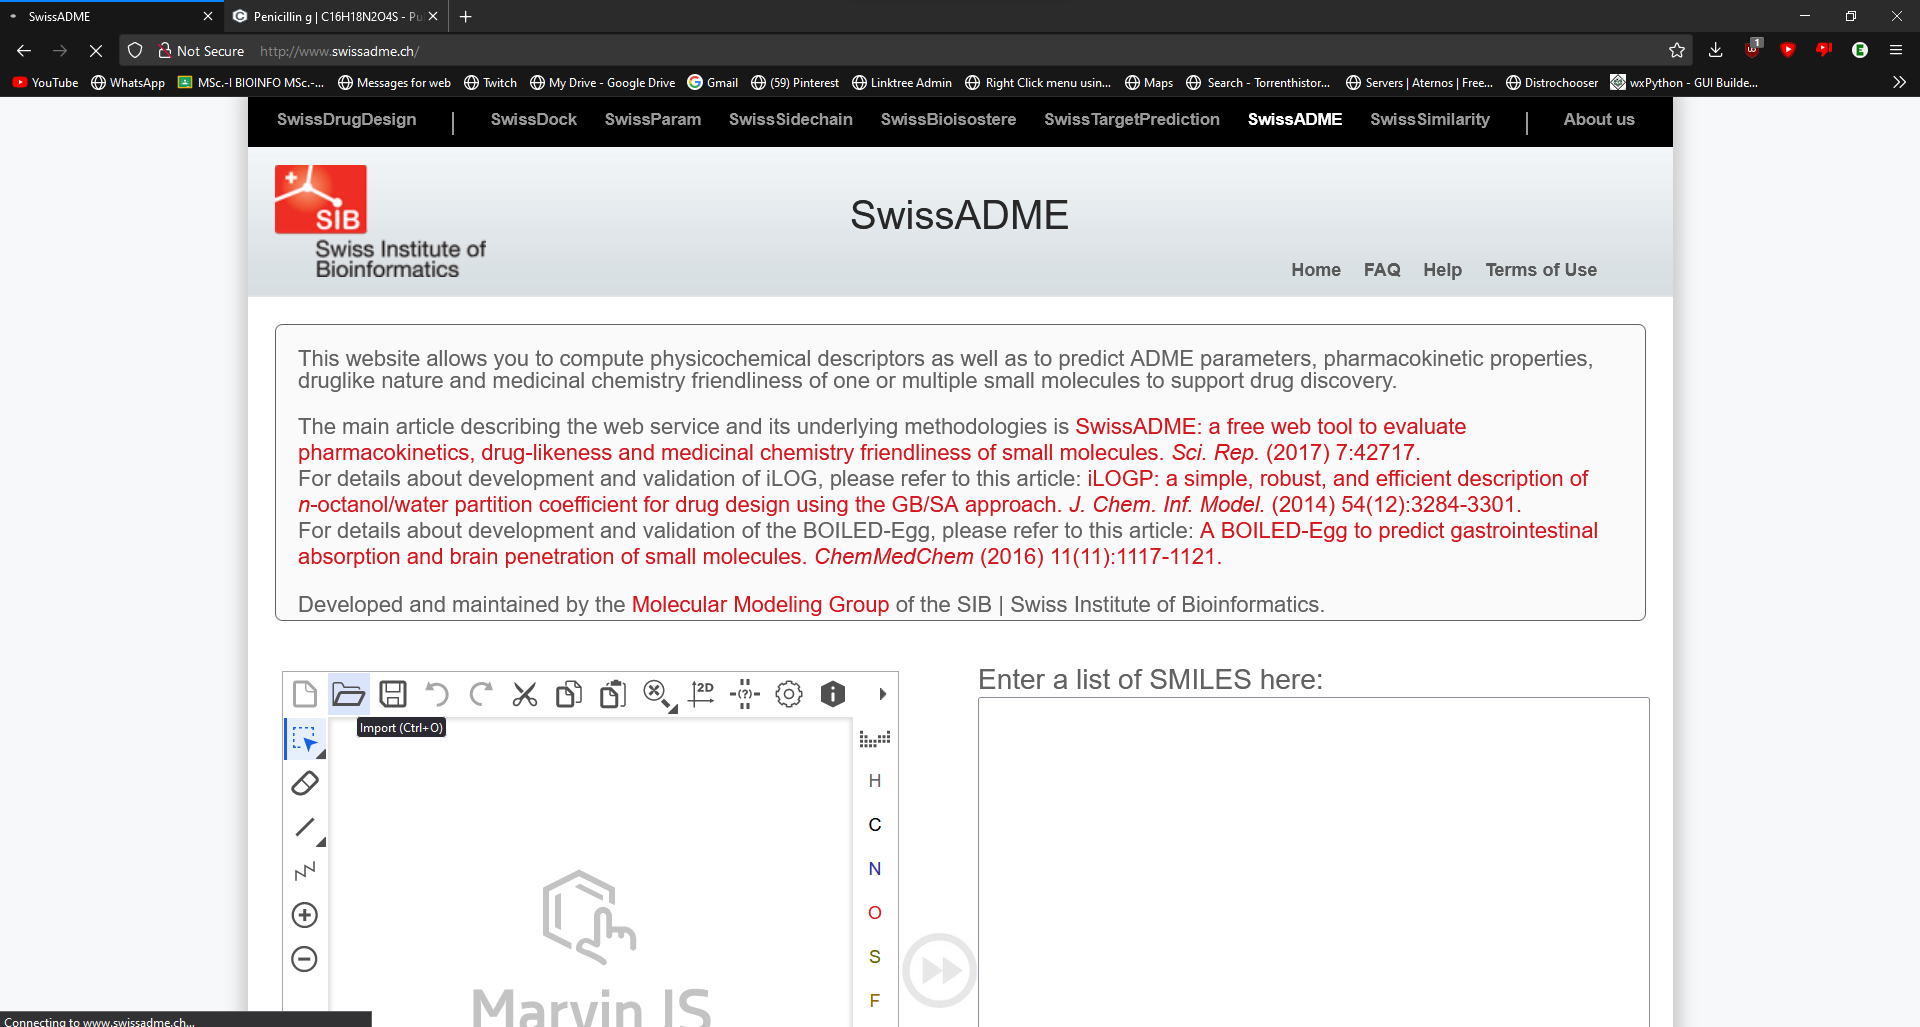 SwissADME
Penicillin g | C16H18N2O4S - Pu
Not Secure
http://www.swissadme.ch/
1
YouTube
WhatsApp
MSc.-I BIOINFO MSc.-...
Messages for web
Twitch
My Drive - Google Drive
Gmail
(59) Pinterest
Linktree Admin
Right Click menu usin...
Maps
Search - Torrenthistor...
Servers | Aternos | Free...
Distrochooser
wxPython - GUI Builde...
SwissDrugDesign | SwissDock SwissParam SwissSidechain SwissBioisostere SwissTargetPrediction SwissADME SwissSimilarity | About us
SIB
Swiss Institute of
Bioinformatics
SwissADME
Home FAQ Help Terms of Use
This website allows you to compute physicochemical descriptors as well as to predict ADME parameters, pharmacokinetic properties,
druglike nature and medicinal chemistry friendliness of one or multiple small molecules to support drug discovery.
The main article describing the web service and its underlying methodologies is SwissADME: a free web tool to evaluate
pharmacokinetics, drug-likeness and medicinal chemistry friendliness of small molecules. Sci. Rep. (2017) 7:42717.
For details about development and validation of iLOG, please refer to this article: iLOGP: a simple, robust, and efficient description of
n-octanol/water partition coefficient for drug design using the GB/SA approach. J. Chem. Inf. Model. (2014) 54(12):3284-3301.
For details about development and validation of the BOILED-Egg, please refer to this article: A BOILED-Egg to predict gastrointestinal
absorption and brain penetration of small molecules. ChemMedChem (2016) 11(11):1117-1121.
Developed and maintained by the Molecular Modeling Group of the SIB | Swiss Institute of Bioinformatics.
2D
(?)
Import (Ctrl+O)
H
C
N
O
S
F
Marvin JS
Enter a list of SMILES here:
Connecting to www.swissadme.ch...